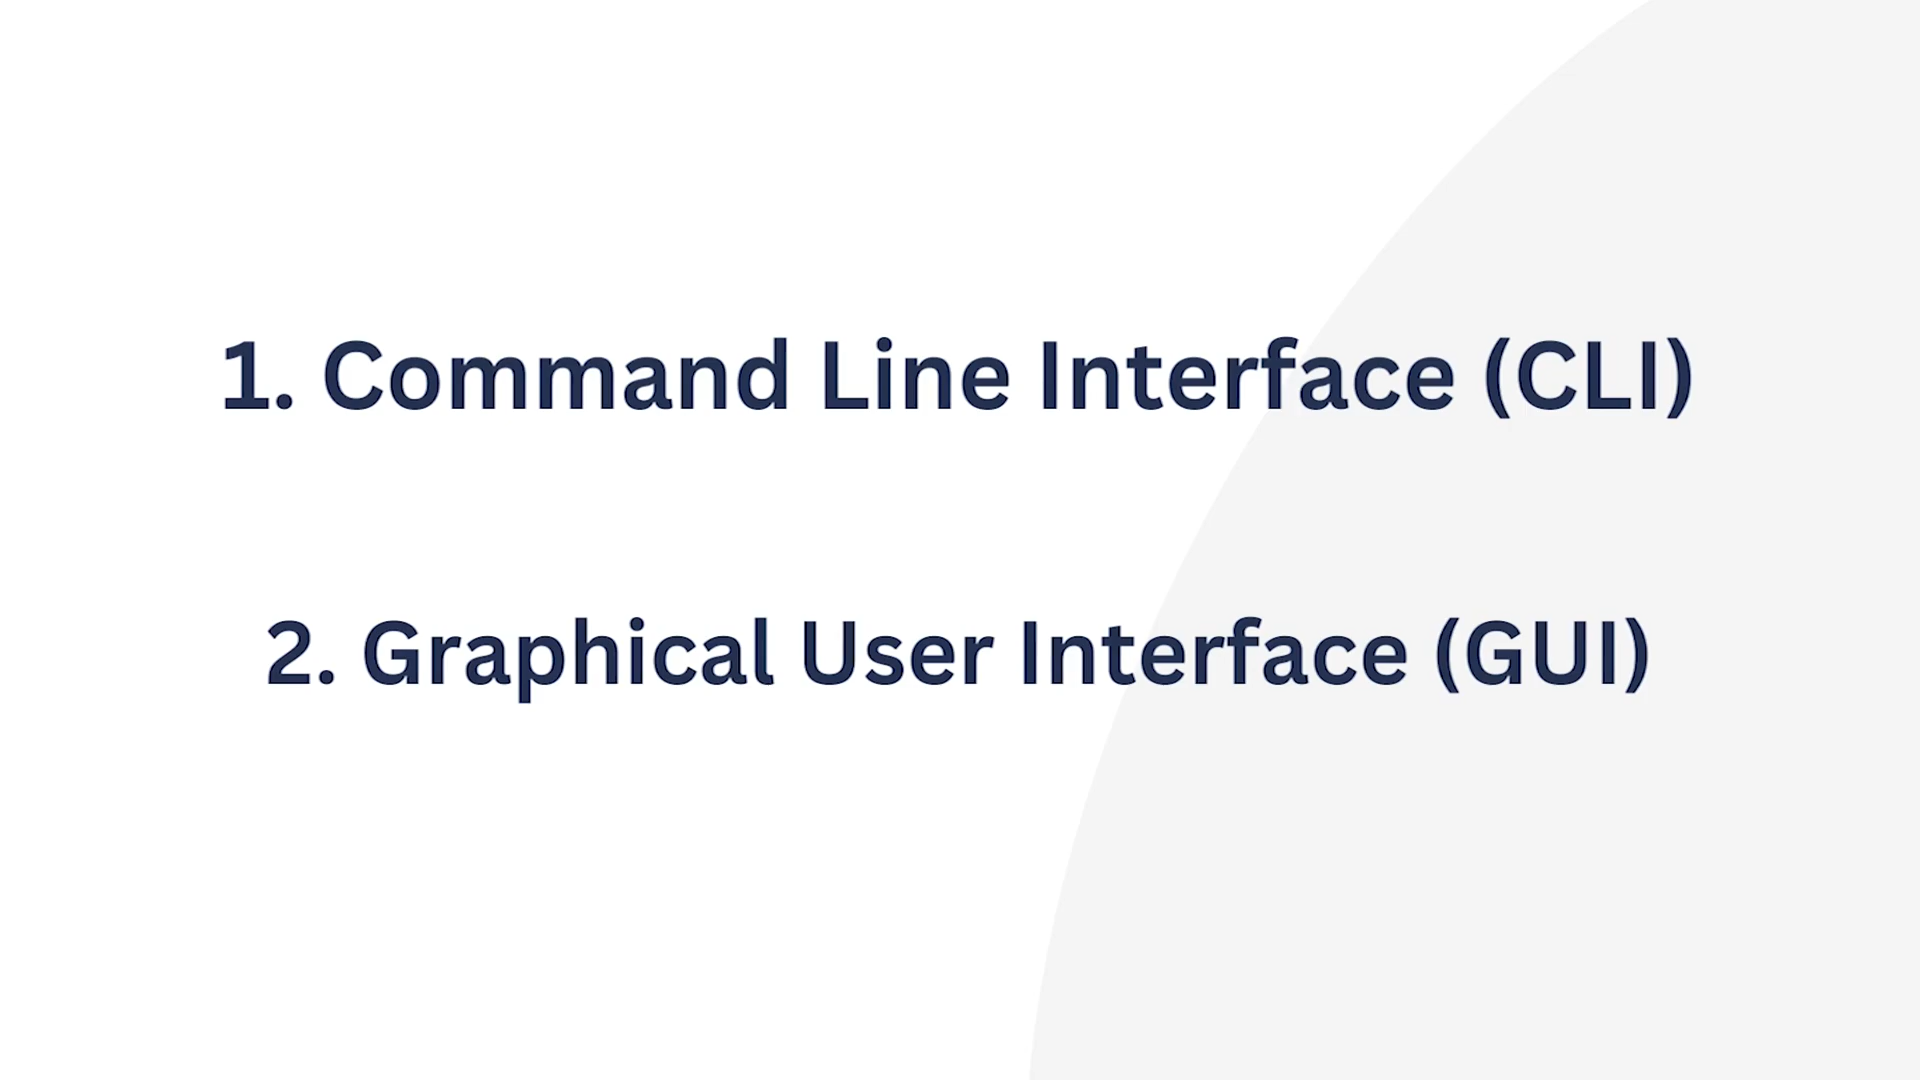 1. Command Line Interface (CLI)
2. Graphical User Interface (GUI)